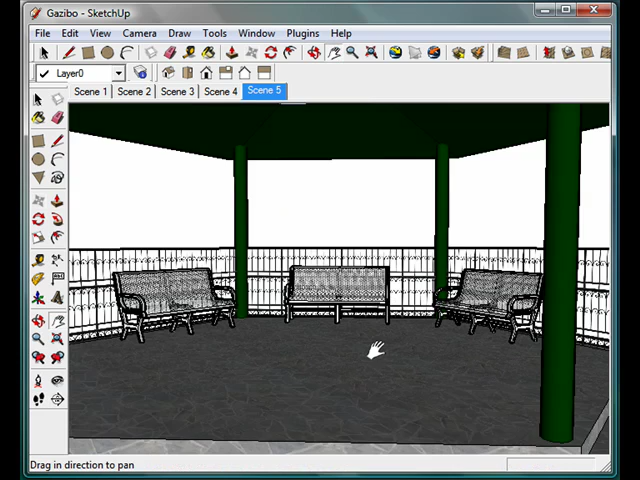 Gazibo - SketchUp
File Edit View Camera Draw Tools Window Plugins Help
Layer0
Scene 1 Scene 2 Scene 3 Scene 4 Scene 5
Drag in direction to pan